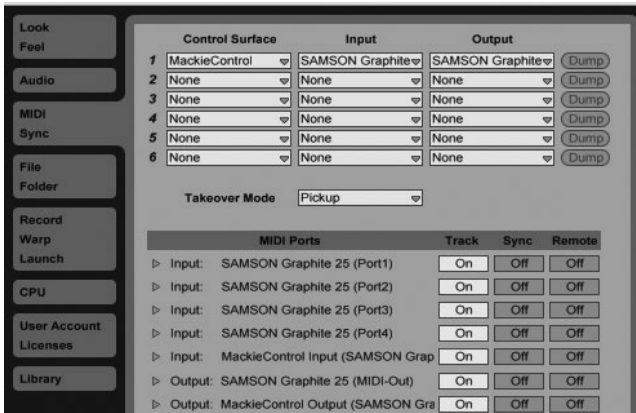 Look
Feel
Audio
MIDI
Sync
File
Folder
Record
Warp
Launch
CPU
User Account
Licenses
Library
Control Surface Input Output
1 MackieControl SAMSON Graphite SAMSON Graphite Dump
2 None None None Dump
3 None None None Dump
4 None None None Dump
5 None None None Dump
6 None None None Dump
Takeover Mode Pickup
MIDI Ports Track Sync Remote
Input: SAMSON Graphite 25 (Port1) On Off Off
Input: SAMSON Graphite 25 (Port2) On Off Off
Input: SAMSON Graphite 25 (Port3) On Off Off
Input: SAMSON Graphite 25 (Port4) On Off Off
Input: MackieControl Input (SAMSON Grap On Off Off
Output: SAMSON Graphite 25 (MIDI-Out) On Off Off
Output: MackieControl Output (SAMSON Gra On Off Off